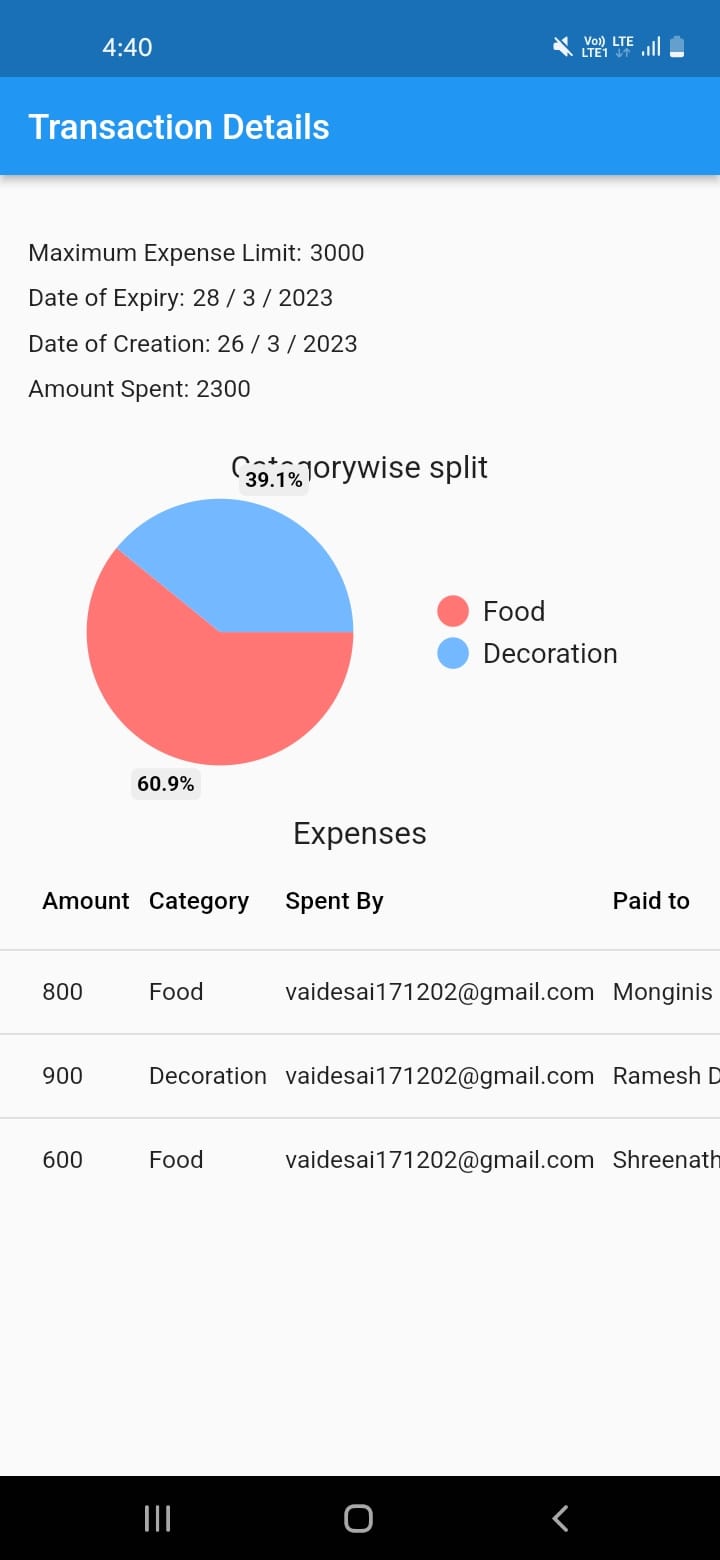 4:40
Vo)) LTE
LTE1
Transaction Details
Maximum Expense Limit: 3000
Date of Expiry: 28 / 3 / 2023
Date of Creation: 26 / 3 / 2023
Amount Spent: 2300
Categorywise split
39.1%
Food
Decoration
60.9%
Expenses
Amount Category Spent By Paid to
800 Food vaidesai171202@gmail.com Monginis
900 Decoration vaidesai171202@gmail.com Ramesh D
600 Food vaidesai171202@gmail.com Shreenath